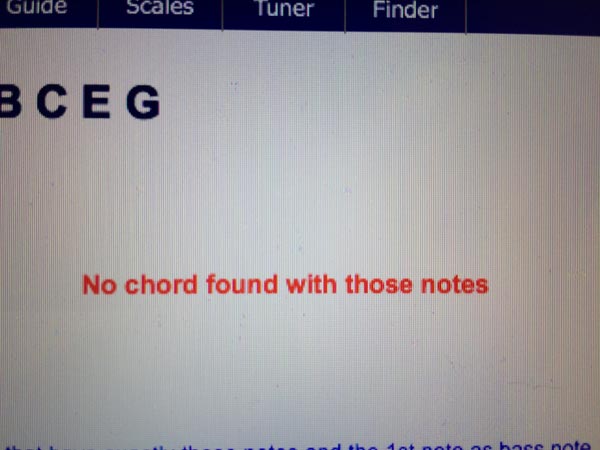 Guide Scales Tuner Finder
B C E G
No chord found with those notes
those notes and the 1st note as bass note